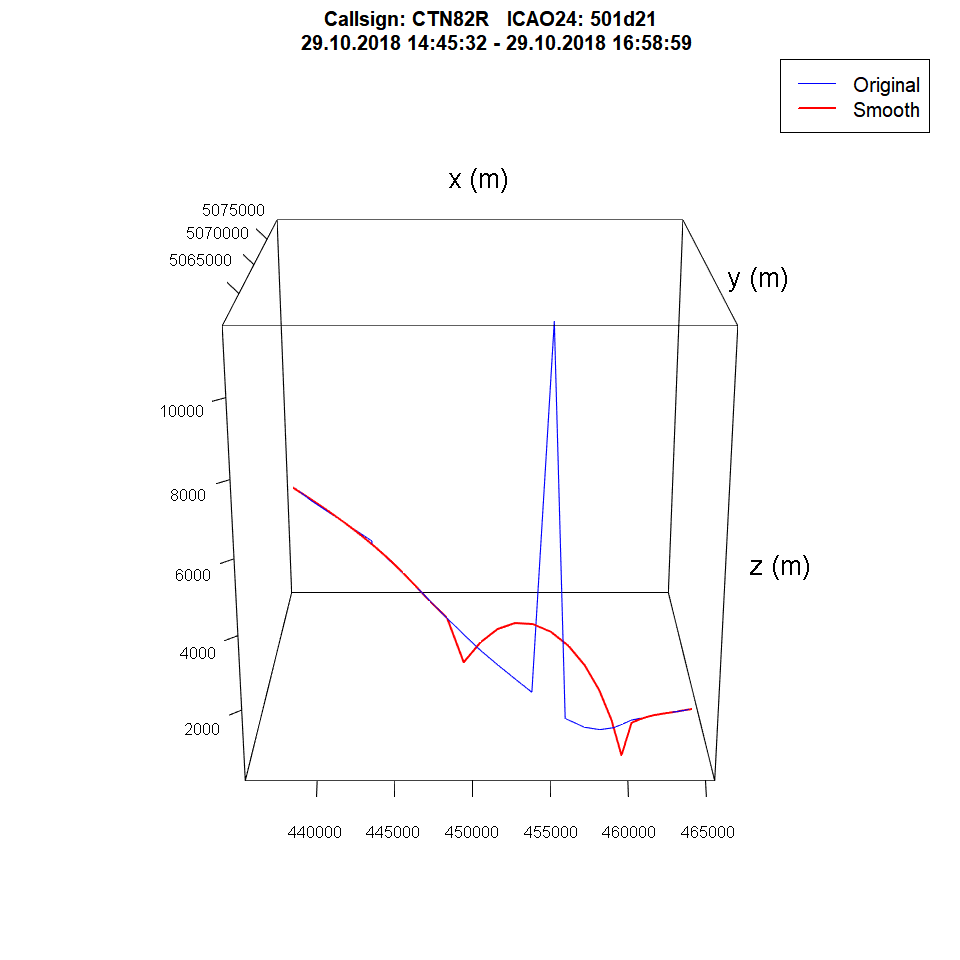 Callsign: CTN82R   ICAO24: 501d21
29.10.2018 14:45:32 - 29.10.2018 16:58:59
Original
Smooth
x (m)
5075000
5070000
5065000
y (m)
10000
8000
6000
z (m)
4000
2000
440000 445000 450000 455000 460000 465000